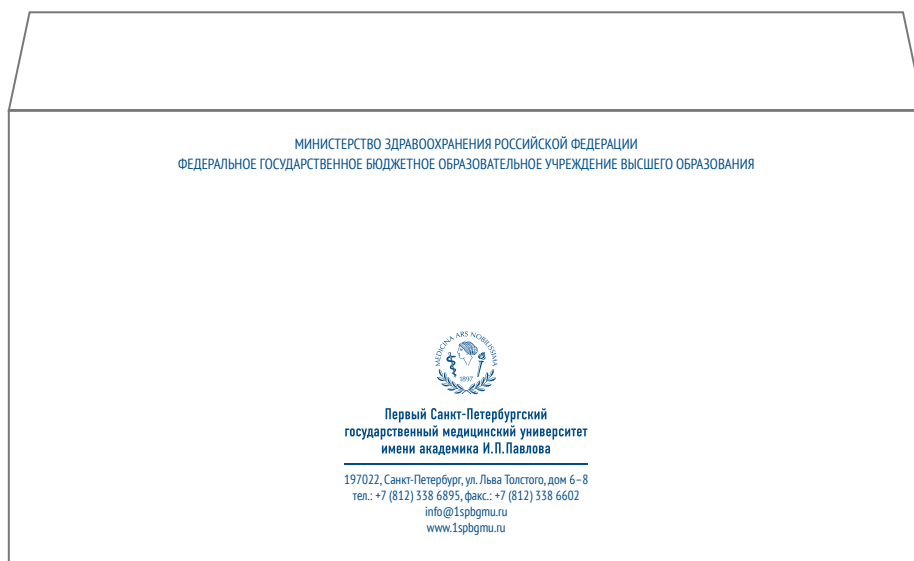 МИНИСТЕРСТВО ЗДРАВООХРАНЕНИЯ РОССИЙСКОЙ ФЕДЕРАЦИИ
ФЕДЕРАЛЬНОЕ ГОСУДАРСТВЕННОЕ БЮДЖЕТНОЕ ОБРАЗОВАТЕЛЬНОЕ УЧРЕЖДЕНИЕ ВЫСШЕГО ОБРАЗОВАНИЯ
MEDICINA ARS NOBILISSIMA
1897
Первый Санкт-Петербургский
государственный медицинский университет
имени академика И.П.Павлова
197022, Санкт-Петербург, ул. Льва Толстого, дом 6–8
тел.: +7 (812) 338 6895, факс.: +7 (812) 338 6602
info@1spbgmu.ru
www.1spbgmu.ru